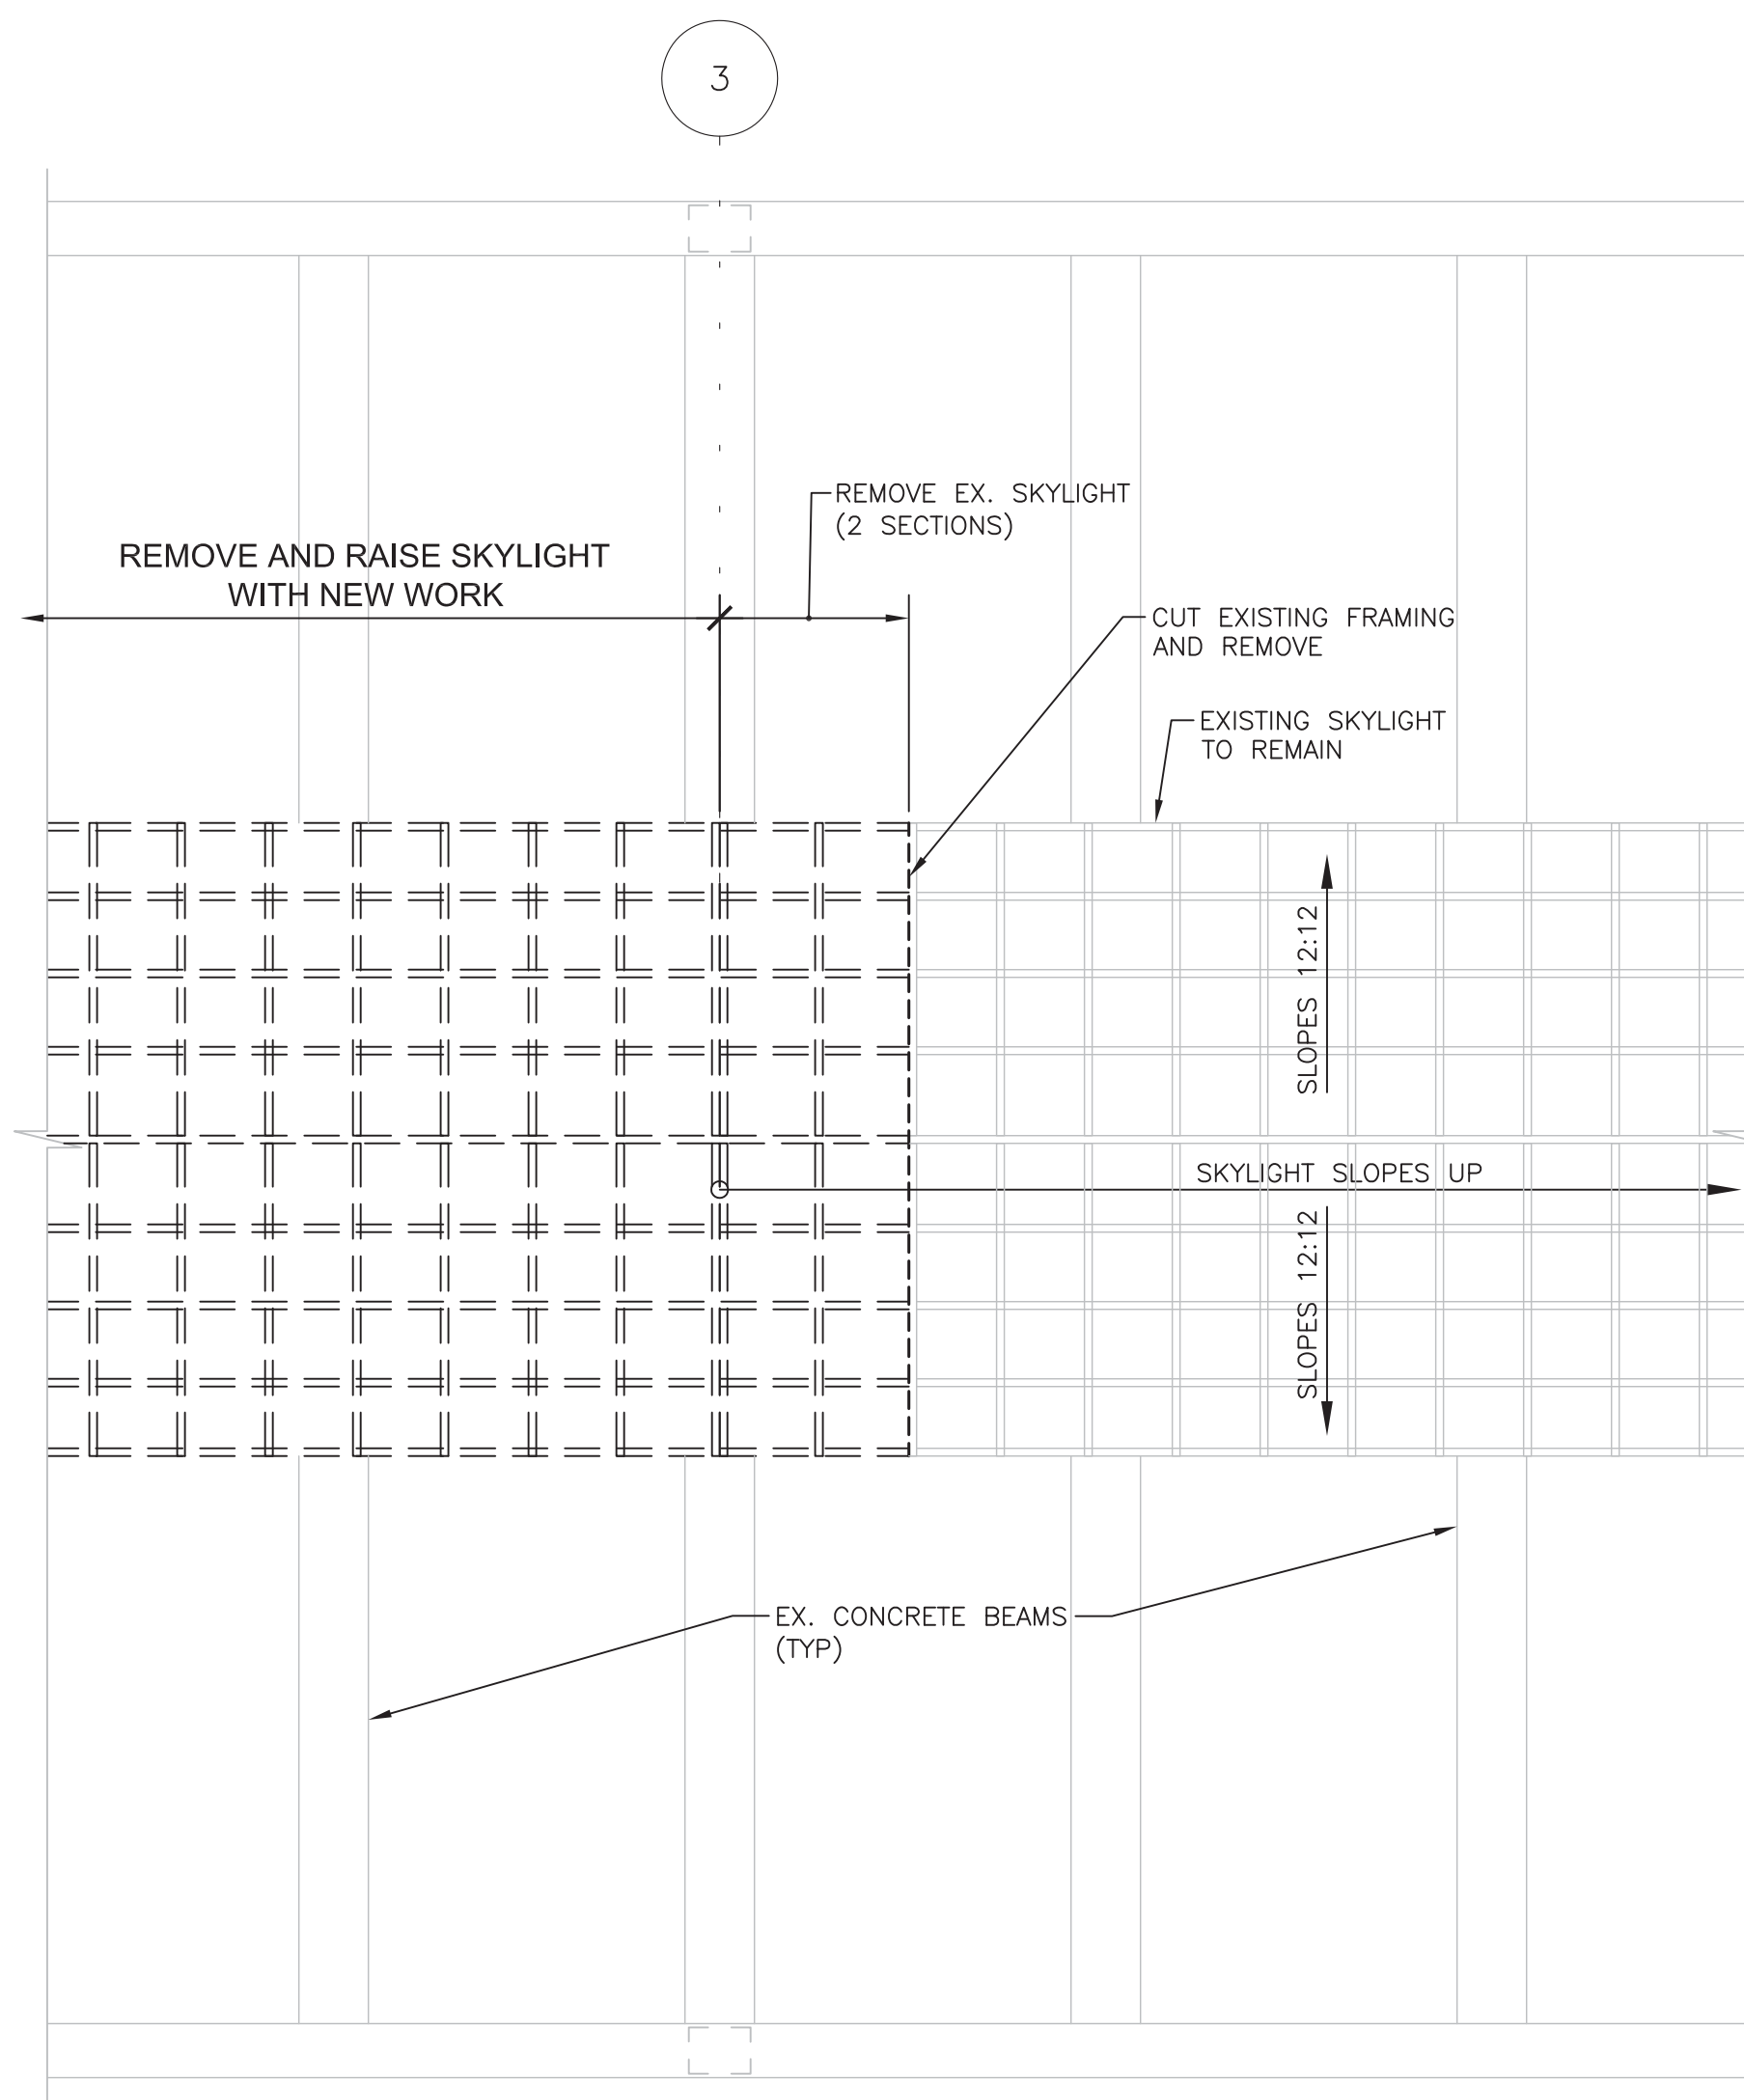 3
REMOVE EX. SKYLIGHT
(2 SECTIONS)
REMOVE AND RAISE SKYLIGHT
WITH NEW WORK
CUT EXISTING FRAMING
AND REMOVE
EXISTING SKYLIGHT
TO REMAIN
SLOPES 12:12
SKYLIGHT SLOPES UP
SLOPES 12:12
EX. CONCRETE BEAMS
(TYP)